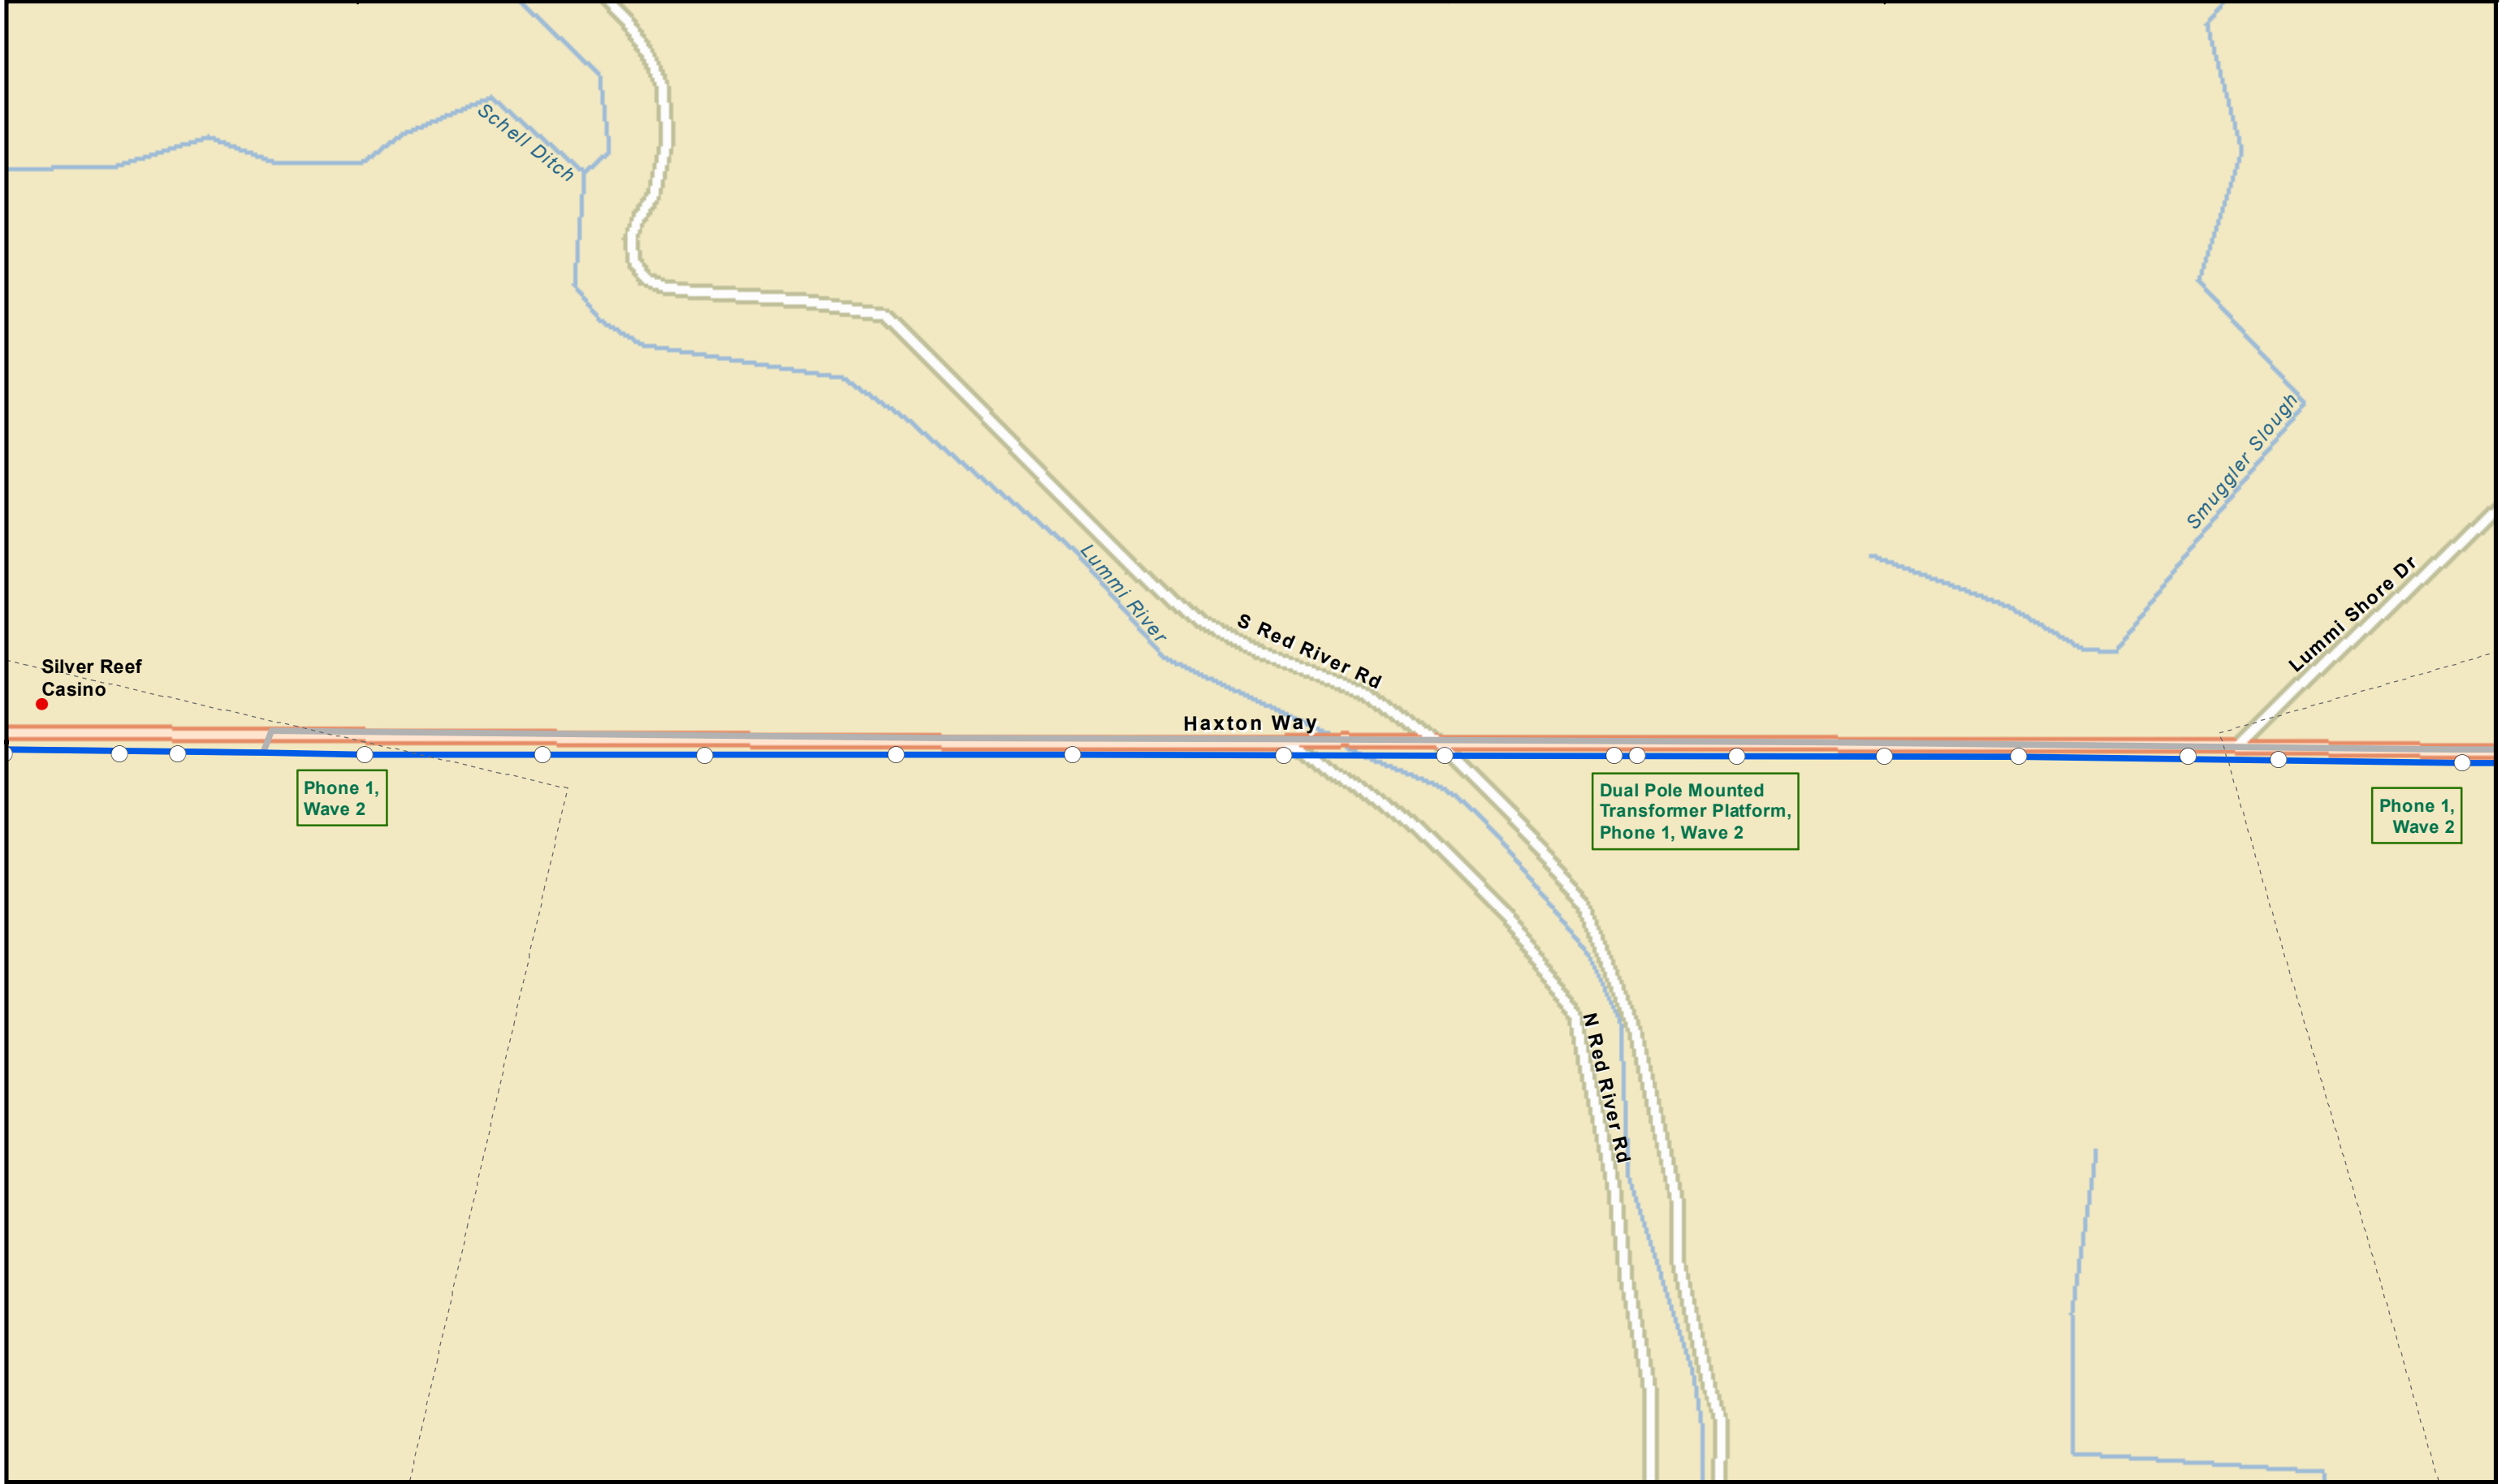 Schell Ditch
Smuggler Slough
Lummi River
Lummi Shore Dr
S Red River Rd
Silver Reef
Casino
Haxton Way
Phone 1,
Wave 2
Dual Pole Mounted
Transformer Platform,
Phone 1, Wave 2
Phone 1,
Wave 2
N Red River Rd